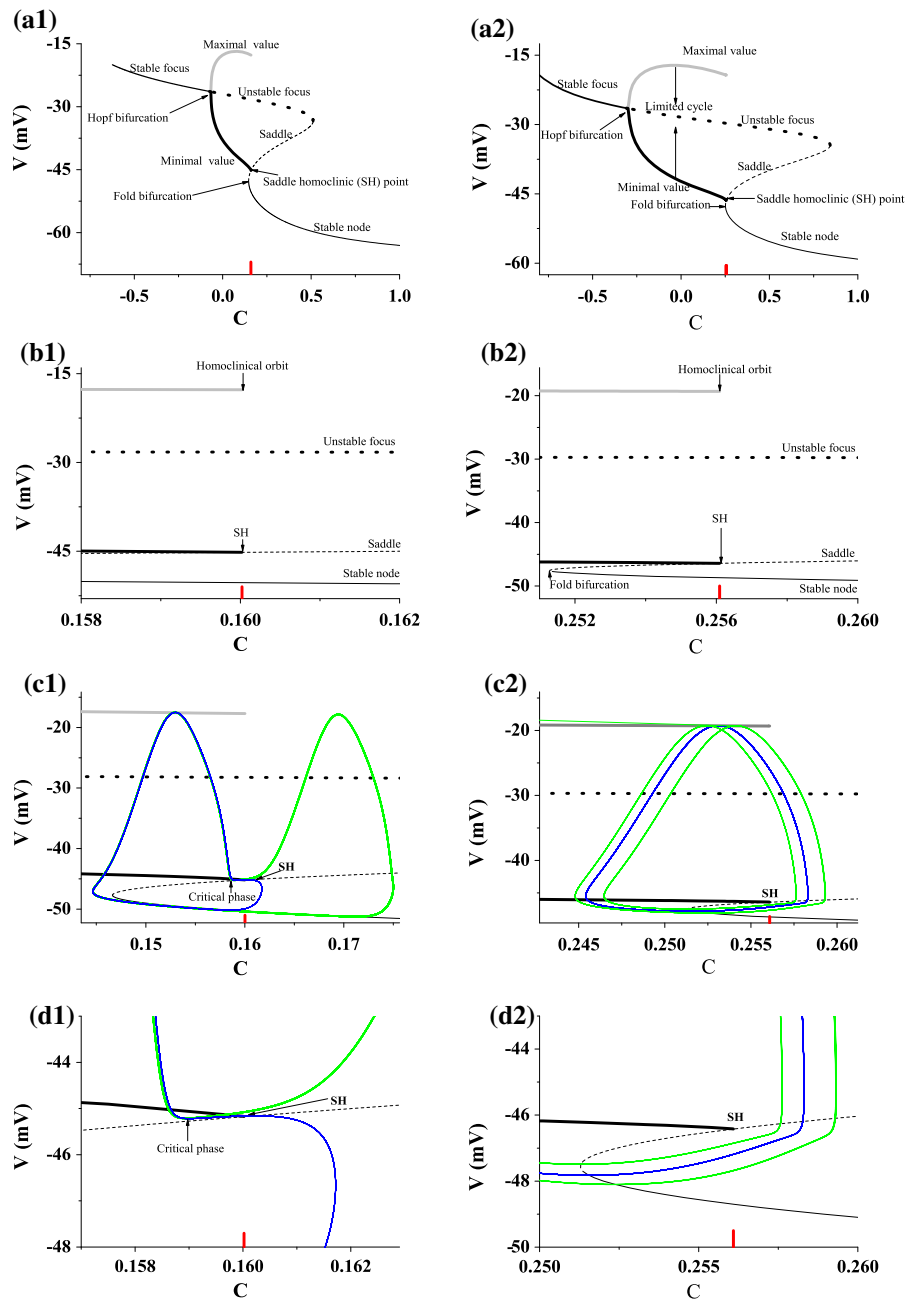 (a1)
-15
-30
-45
-60
V (mV)
Maximal value
Stable focus
Unstable focus
Hopf bifurcation
Saddle
Minimal value
Saddle homoclinic (SH) point
Fold bifurcation
Stable node
-0.5
0.0
0.5
1.0
C
(a2)
-15
-30
-45
-60
V (mV)
Maximal value
Stable focus
Limited cycle
Unstable focus
Hopf bifurcation
Saddle
Minimal value
Fold bifurcation
Saddle homoclinic (SH) point
Stable node
-0.5
0.0
0.5
1.0
C
(b1)
-15
-30
-45
V (mV)
Homoclinical orbit
Unstable focus
SH
Saddle
Stable node
0.158
0.160
0.162
C
(b2)
-20
-30
-40
-50
V (mV)
Homoclinical orbit
Unstable focus
SH
Saddle
Fold bifurcation
Stable node
0.252
0.256
0.260
C
(c1)
-20
-30
-40
-50
V (mV)
SH
Critical phase
0.15
0.16
0.17
C
(c2)
-20
-30
-40
V (mV)
SH
0.245
0.250
0.255
0.260
C
(d1)
-44
-46
-48
V (mV)
SH
Critical phase
0.158
0.160
0.162
C
(d2)
-44
-46
-48
-50
V (mV)
SH
0.250
0.255
0.260
C